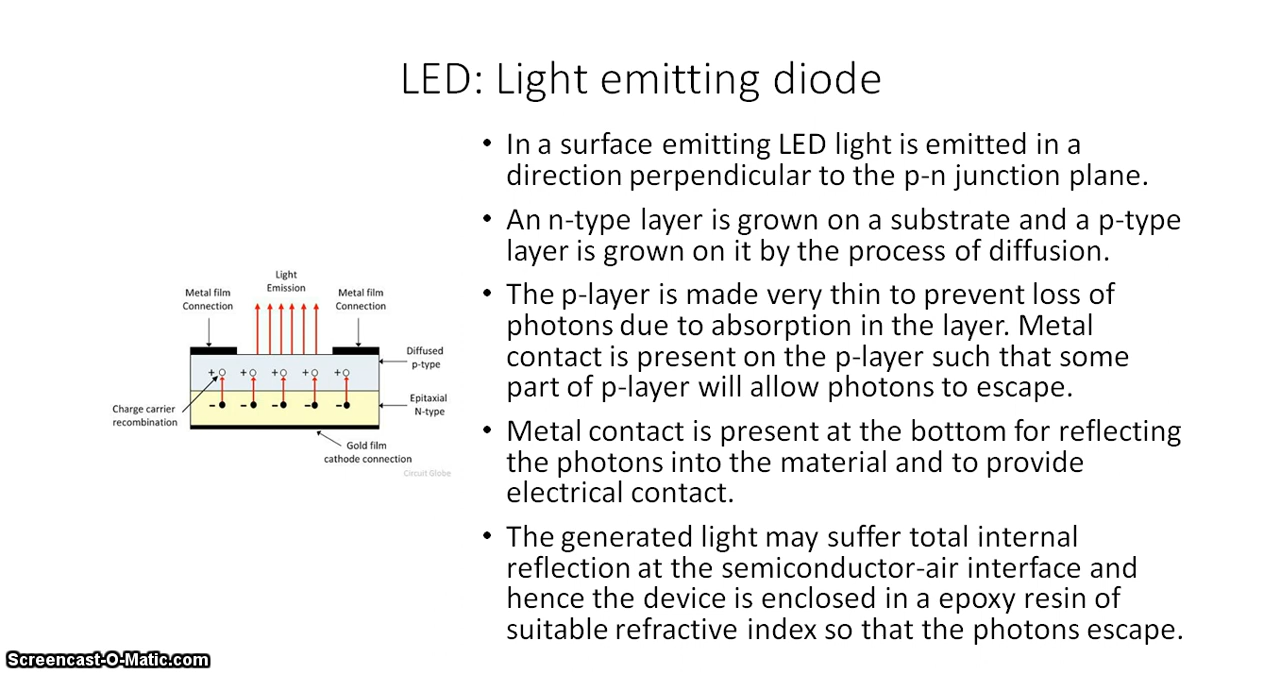 LED: Light emitting diode
• In a surface emitting LED light is emitted in a
direction perpendicular to the p-n junction plane.
• An n-type layer is grown on a substrate and a p-type
layer is grown on it by the process of diffusion.
• The p-layer is made very thin to prevent loss of
photons due to absorption in the layer. Metal
contact is present on the p-layer such that some
part of p-layer will allow photons to escape.
• Metal contact is present at the bottom for reflecting
the photons into the material and to provide
electrical contact.
• The generated light may suffer total internal
reflection at the semiconductor-air interface and
hence the device is enclosed in a epoxy resin of
suitable refractive index so that the photons escape.
Light
Emission
Metal film
Connection
Metal film
Connection
Diffused
p-type
Epitaxial
N-type
Charge carrier
recombination
Gold film
cathode connection
Circuit Globe
Screencast-O-Matic.com